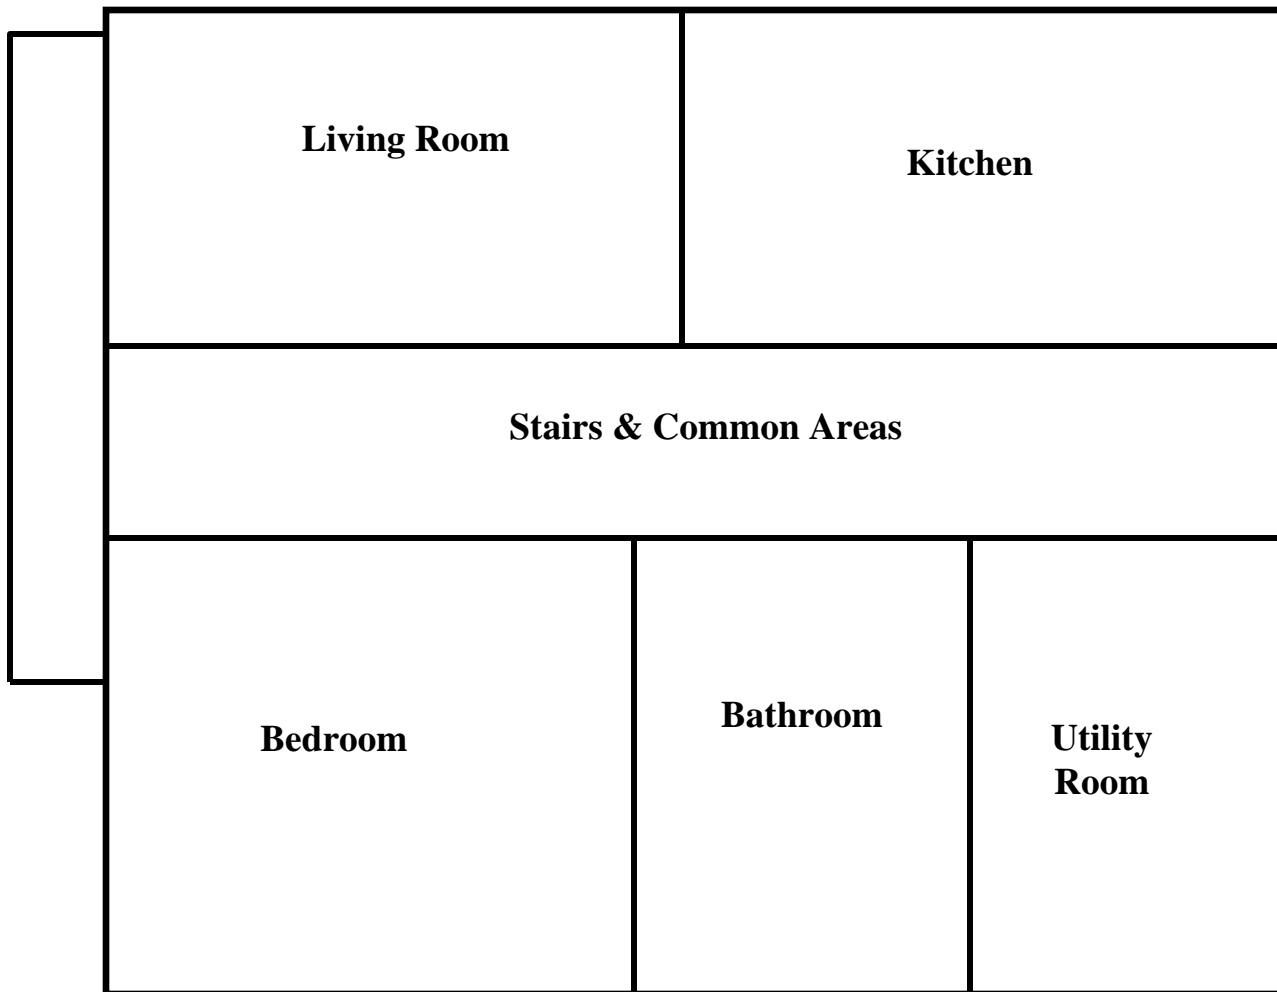 Living Room
Kitchen
Stairs & Common Areas
Bedroom
Bathroom
Utility
Room